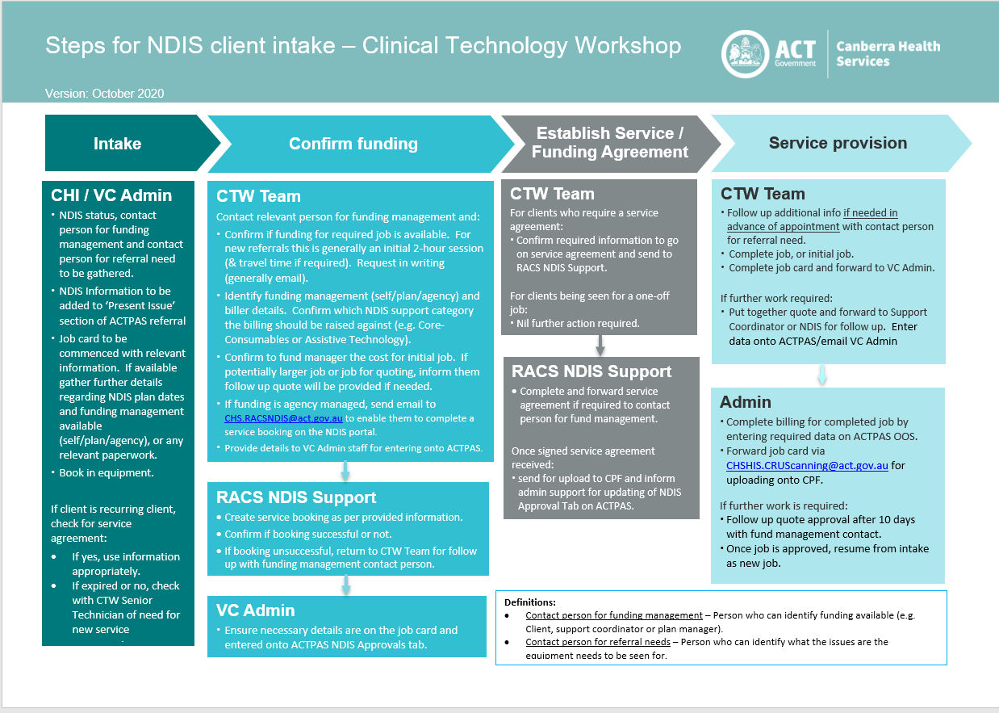 Steps for NDIS client intake – Clinical Technology Workshop
ACT
Government
Canberra Health
Services
Version: October 2020
Intake
Confirm funding
Establish Service /
Funding Agreement
Service provision
CHI / VC Admin
• NDIS status, contact
person for funding
management and contact
person for referral need
to be gathered.
• NDIS Information to be
added to ‘Present Issue’
section of ACTPAS referral
• Job card to be
commenced with relevant
information. If available
gather further details
regarding NDIS plan dates
and funding management
available
(self/plan/agency), or any
relevant paperwork.
• Book in equipment.
If client is recurring client,
check for service
agreement:
• If yes, use information
appropriately.
• If expired or no, check
with CTW Senior
Technician of need for
new service
CTW Team
Contact relevant person for funding management and:
• Confirm if funding for required job is available. For
new referrals this is generally an initial 2-hour session
(& travel time if required). Request in writing
(generally email).
• Identify funding management (self/plan/agency) and
biller details. Confirm which NDIS support category
the billing should be raised against (e.g. Core-
Consumables or Assistive Technology).
• Confirm to fund manager the cost for initial job. If
potentially larger job or job for quoting, inform them
follow up quote will be provided if needed.
• If funding is agency managed, send email to
CHS.RACSNDIS@act.gov.au to enable them to complete a
service booking on the NDIS portal.
• Provide details to VC Admin staff for entering onto ACTPAS.
RACS NDIS Support
• Create service booking as per provided information.
• Confirm if booking successful or not.
• If booking unsuccessful, return to CTW Team for follow
up with funding management contact person.
VC Admin
• Ensure necessary details are on the job card and
entered onto ACTPAS NDIS Approvals tab.
CTW Team
For clients who require a service
agreement:
• Confirm required information to go
on service agreement and send to
RACS NDIS Support.
For clients being seen for a one-off
job:
• Nil further action required.
RACS NDIS Support
• Complete and forward service
agreement if required to contact
person for fund management.
Once signed service agreement
received:
• send for upload to CPF and inform
admin support for updating of NDIS
Approval Tab on ACTPAS.
CTW Team
• Follow up additional info if needed in
advance of appointment with contact person
for referral need.
• Complete job, or initial job.
• Complete job card and forward to VC Admin.
If further work required:
• Put together quote and forward to Support
Coordinator or NDIS for follow up. Enter
data onto ACTPAS/email VC Admin
Admin
• Complete billing for completed job by
entering required data on ACTPAS OOS.
• Forward job card via
CHSHIS.CRUScanning@act.gov.au for
uploading onto CPF.
If further work is required:
• Follow up quote approval after 10 days
with fund management contact.
• Once job is approved, resume from intake
as new job.
Definitions:
• Contact person for funding management – Person who can identify funding available (e.g.
Client, support coordinator or plan manager).
• Contact person for referral needs – Person who can identify what the issues are the
equipment needs to be seen for.